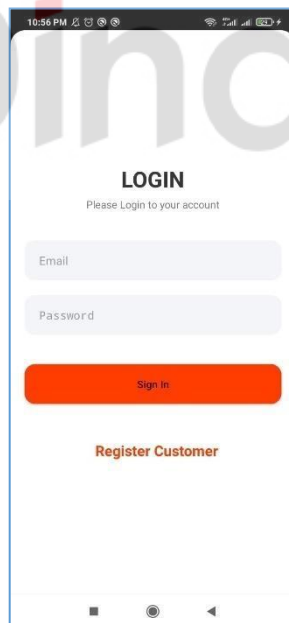 10:56 PM
LOGIN
Please Login to your account
Email
Password
Sign In
Register Customer